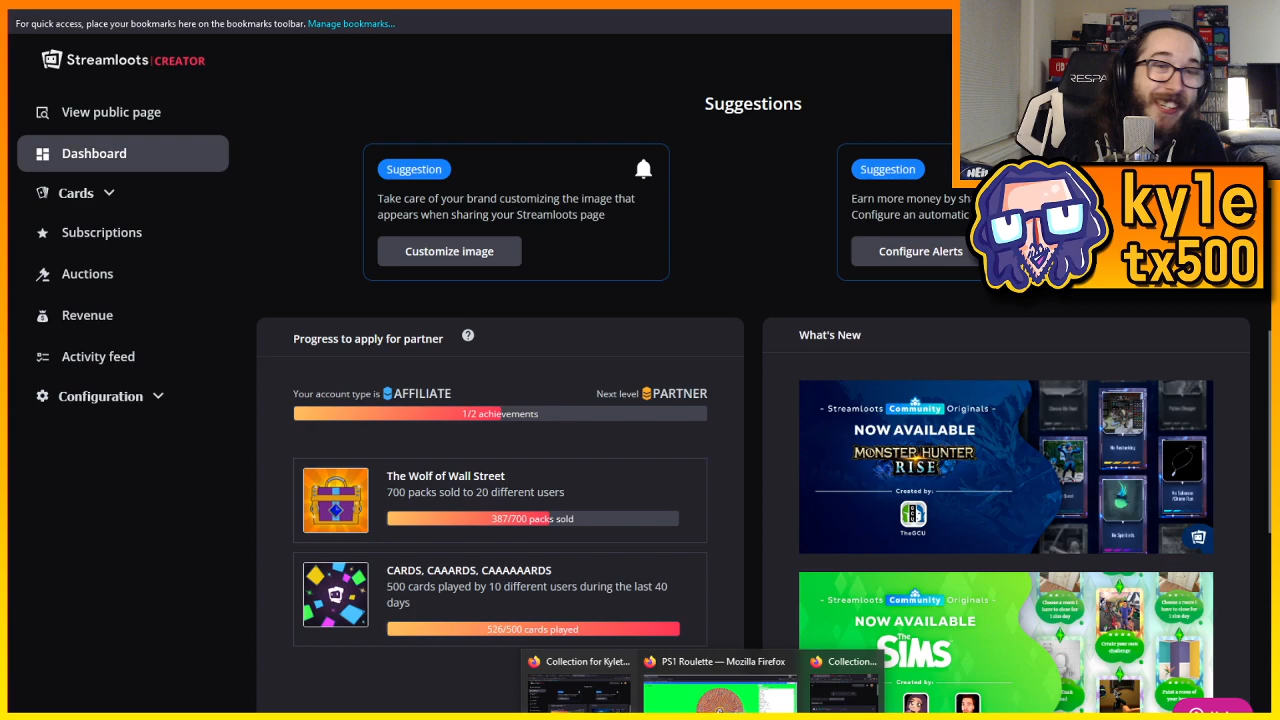 For quick access, place your bookmarks here on the bookmarks toolbar. Manage bookmarks...
Streamloots | CREATOR
View public page
Dashboard
Cards
Subscriptions
Auctions
Revenue
Activity feed
Configuration
Suggestions
Suggestion
Take care of your brand customizing the image that
appears when sharing your Streamloots page
Customize image
Suggestion
Earn more money by sh
Configure an automatic
Configure Alerts
RESPA
kyle
tx500
Progress to apply for partner
Your account type is AFFILIATE
Next level PARTNER
1/2 achievements
The Wolf of Wall Street
700 packs sold to 20 different users
387/700 packs sold
CARDS, CAAARDS, CAAAAARDS
500 cards played by 10 different users during the last 40
days
526/500 cards played
What's New
- Streamloots Community Originals -
NOW AVAILABLE
MONSTER HUNTER
RISE
Created by:
TheGCU
- Streamloots Community Originals -
NOW AVAILABLE
The
SIMS
Created by:
Create your own
challenge
Collection for Kylet...
PS1 Roulette — Mozilla Firefox
Collection...